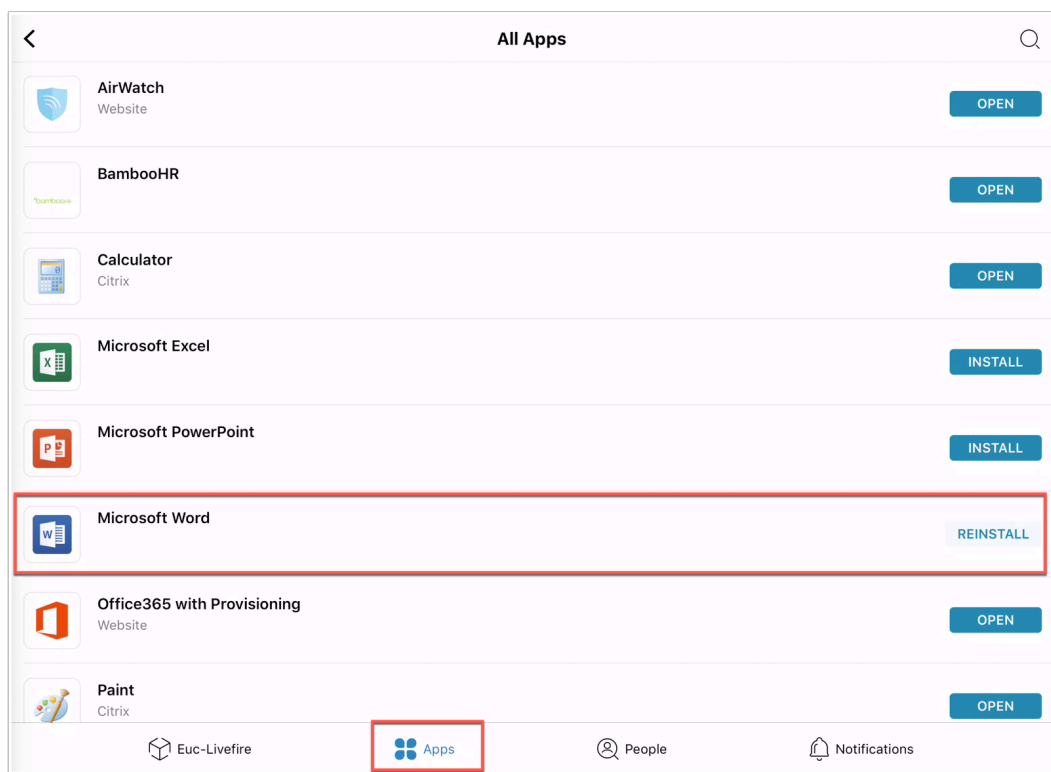 All Apps
AirWatch
Website
OPEN
BambooHR
OPEN
bamboohr
Calculator
Citrix
OPEN
Microsoft Excel
INSTALL
Microsoft PowerPoint
INSTALL
Microsoft Word
REINSTALL
Office365 with Provisioning
Website
OPEN
Paint
Citrix
OPEN
Euc-Livefire
Apps
People
Notifications